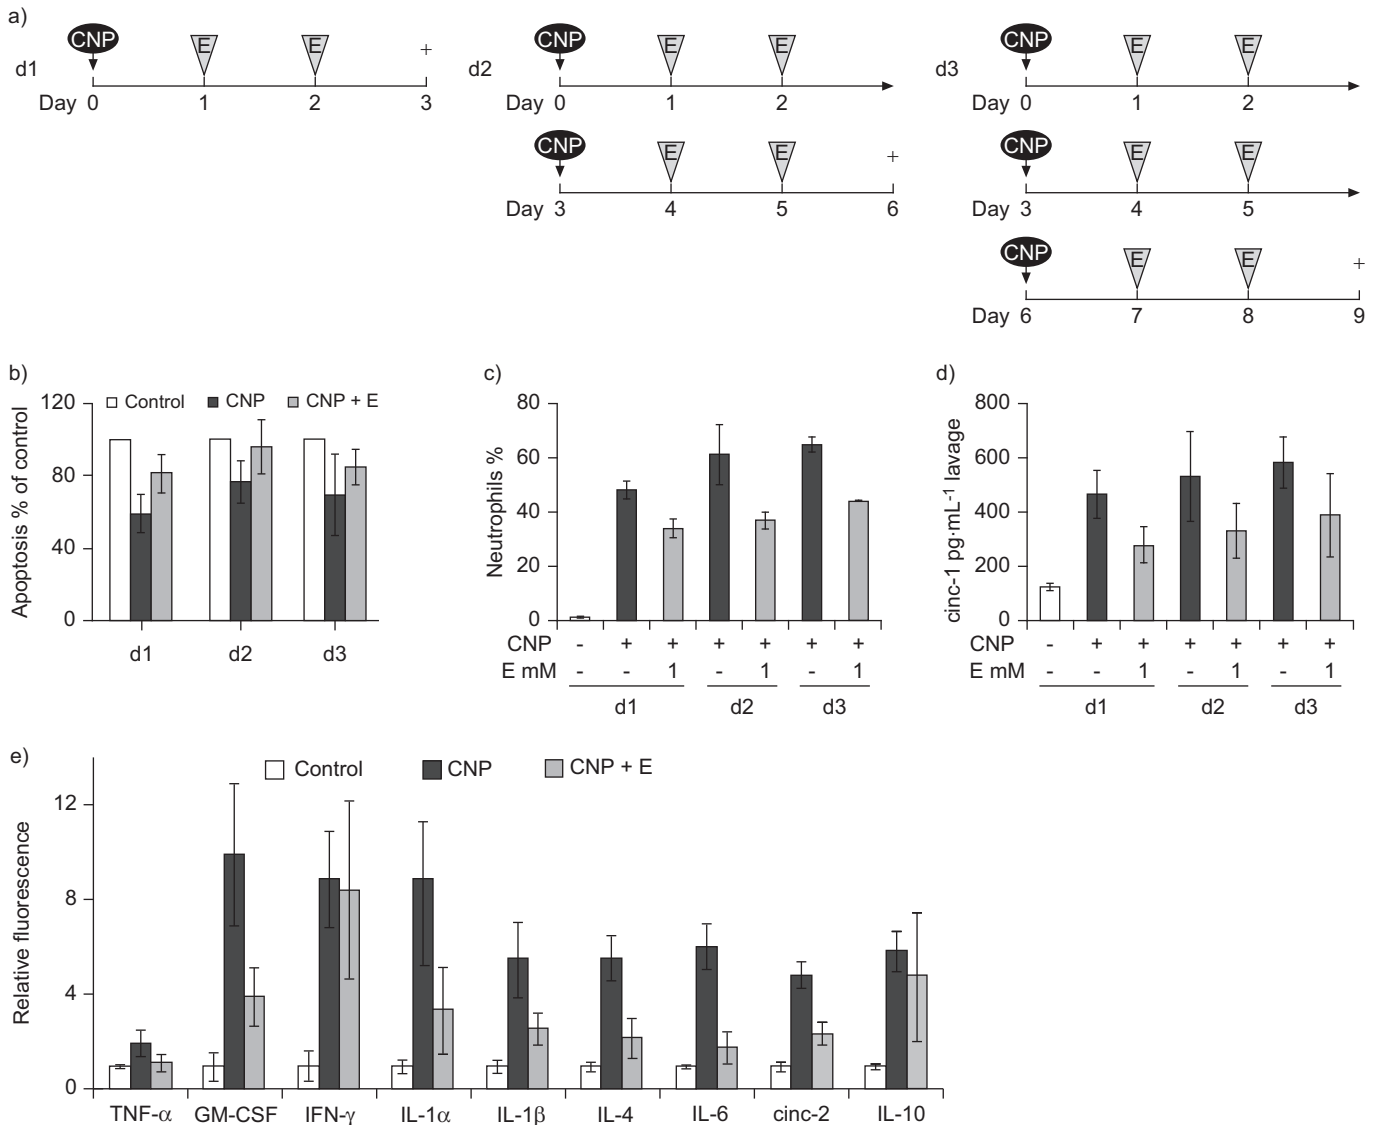 a)
CNP E E +
d1
Day 0 1 2 3
CNP E E
d2
0 1 2
CNP E E +
Day 3 4 5 6
CNP E E
d3
0 1 2
CNP E E
Day 3 4 5
CNP E E +
Day 6 7 8 9
b)
Apoptosis % of control
120
80
40
0
Control CNP CNP + E
d1 d2 d3
c)
Neutrophils %
80
60
40
20
0
CNP - + + + + + +
E mM - - 1 - 1 - 1
d1 d2 d3
d)
cinc-1 pg·mL-1 lavage
800
600
400
200
0
CNP - + + + + + +
E mM - - 1 - 1 - 1
d1 d2 d3
e)
Relative fluorescence
12
8
4
0
Control CNP CNP + E
TNF-α GM-CSF IFN-γ IL-1α IL-1β IL-4 IL-6 cinc-2 IL-10